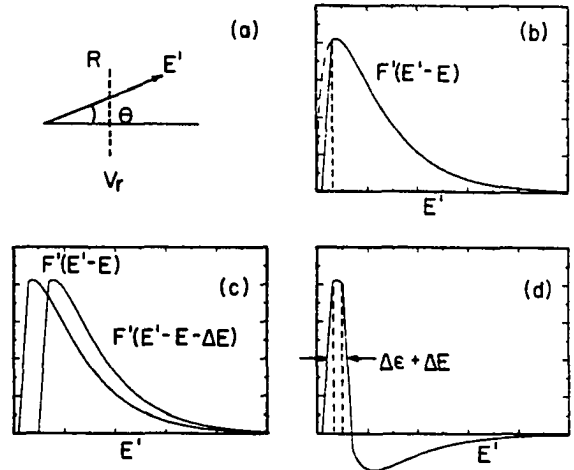 (a)
R
E'
θ
Vr
(b)
F'(E'-E)
E'
(c)
F'(E'-E)
F'(E'-E-ΔE)
E'
(d)
Δϵ + ΔE
E'